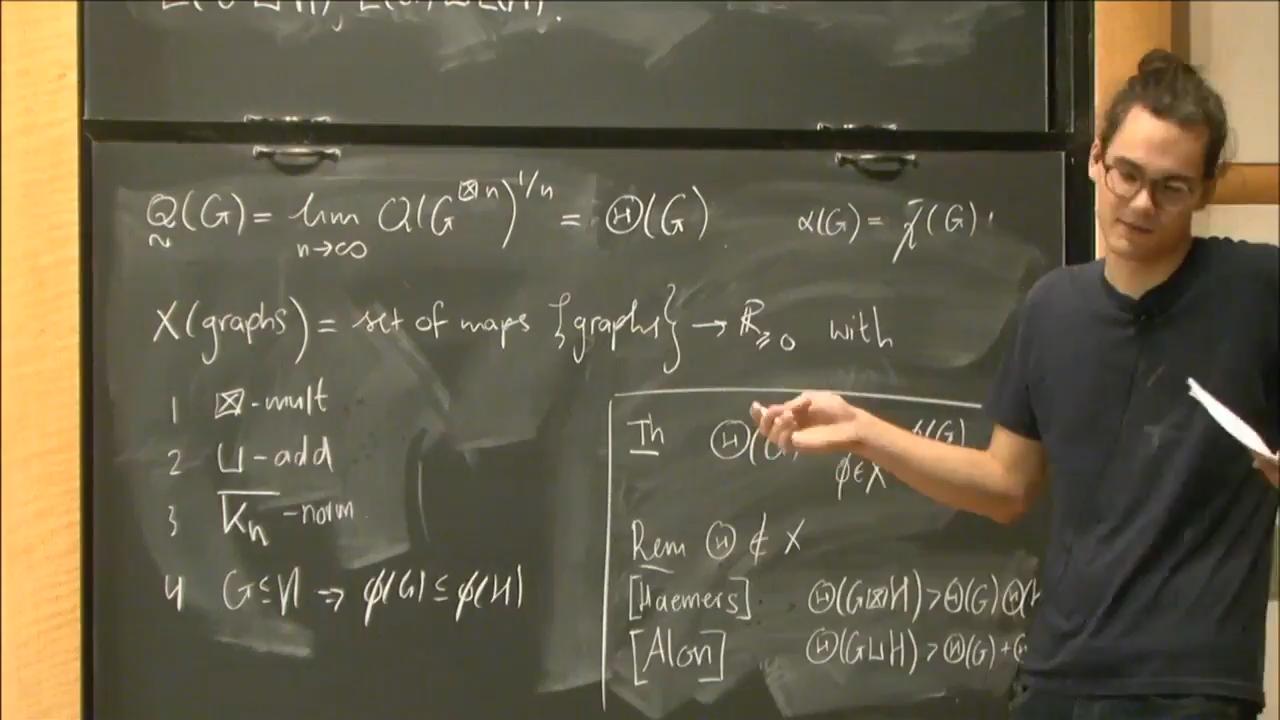 Q(G) = lim n→∞ Q(G^⊠n)^1/n = Θ(G)
α(G) = χ̄(G)
X(graphs) = set of maps {graphs} → ℝ≥0 with
1 ⊠-mult
2 ⊔-add
3 K̅n-norm
4 G ≤ H ⇒ φ(G) ≤ φ(H)
Th Θ(G) φ(G)
φ∈X
Rem Θ ∉ X
[Haemers] Θ(G⊠H) > Θ(G) Θ(
[Alon] Θ(G⊔H) > Θ(G) +